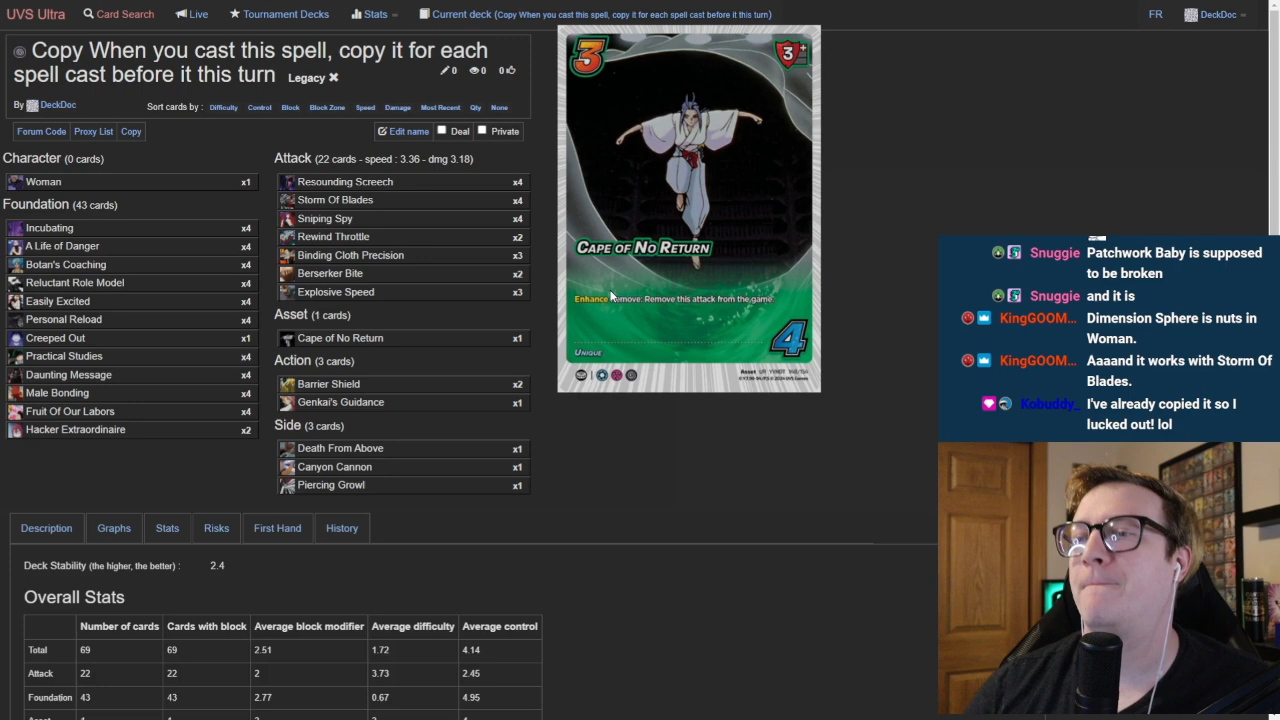 UVS Ultra
Card Search
Live
Tournament Decks
Stats
Current deck (Copy When you cast this spell, copy it for each spell cast before it this turn)
FR
DeckDoc
Copy When you cast this spell, copy it for each
spell cast before it this turn Legacy ✖
0 0 0
By DeckDoc
Sort cards by : Difficulty Control Block Block Zone Speed Damage Most Recent Qty None
Forum Code Proxy List Copy
Edit name Deal Private
Character (0 cards)
Woman x1
Foundation (43 cards)
Incubating x4
A Life of Danger x4
Botan's Coaching x4
Reluctant Role Model x4
Easily Excited x4
Personal Reload x4
Creeped Out x1
Practical Studies x4
Daunting Message x4
Male Bonding x4
Fruits of Our Labors x4
Hacker Extraordinaire x2
Attack (22 cards - speed : 3.36 - dmg 3.18)
Resounding Screech x4
Storm Of Blades x4
Sniping Spy x4
Rewind Throttle x2
Binding Cloth Precision x3
Berserker Bite x2
Explosive Speed x3
Asset (1 cards)
Cape of No Return x1
Action (3 cards)
Barrier Shield x2
Genkai's Guidance x1
Side (3 cards)
Death From Above x1
Canyon Cannon x1
Piercing Growl x1
3
3+
Cape of No Return
Enhance Remove: Remove this attack from the game.
Unique
4
Snuggie Patchwork Baby is supposed
to be broken
Snuggie and it is
KingGOOM... Dimension Sphere is nuts in
Woman.
KingGOOM... Aaaand it works with Storm Of
Blades.
Kobuddy_ I've already copied it so I
lucked out! lol
Description Graphs Stats Risks First Hand History
Deck Stability (the higher, the better) : 2.4
Overall Stats
Number of cards Cards with block Average block modifier Average difficulty Average control
Total 69 69 2.51 1.72 4.14
Attack 22 22 2 3.73 2.45
Foundation 43 43 2.77 0.67 4.95